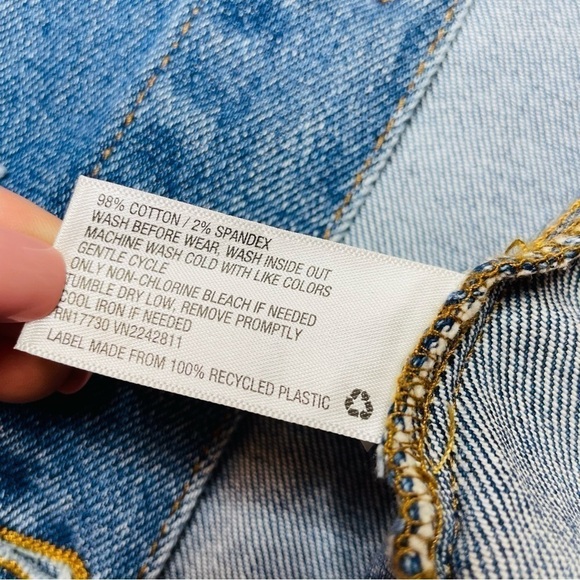 98% COTTON / 2% SPANDEX
WASH BEFORE WEAR, WASH INSIDE OUT
MACHINE WASH COLD WITH LIKE COLORS
GENTLE CYCLE
ONLY NON-CHLORINE BLEACH IF NEEDED
TUMBLE DRY LOW, REMOVE PROMPTLY
COOL IRON IF NEEDED
RN17730 VN2242811
LABEL MADE FROM 100% RECYCLED PLASTIC